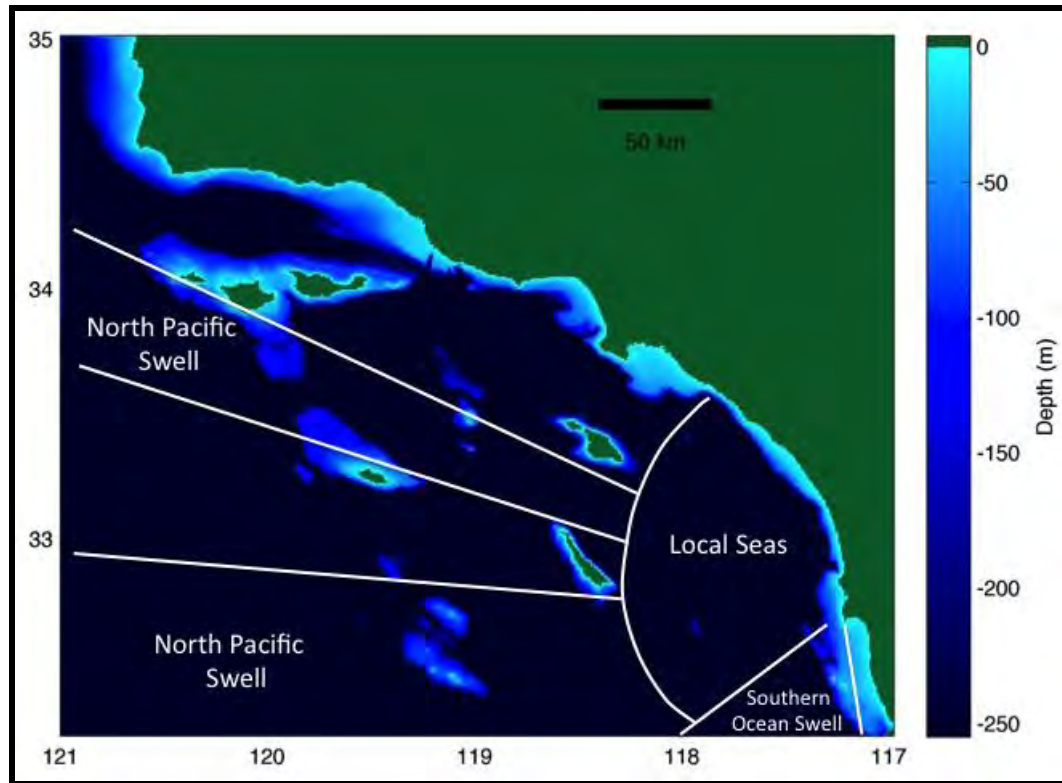 35
0
50 km
-50
34
North Pacific
Swell
-100
Depth (m)
-150
33
Local Seas
-200
North Pacific
Swell
Southern
Ocean Swell
-250
121
120
119
118
117